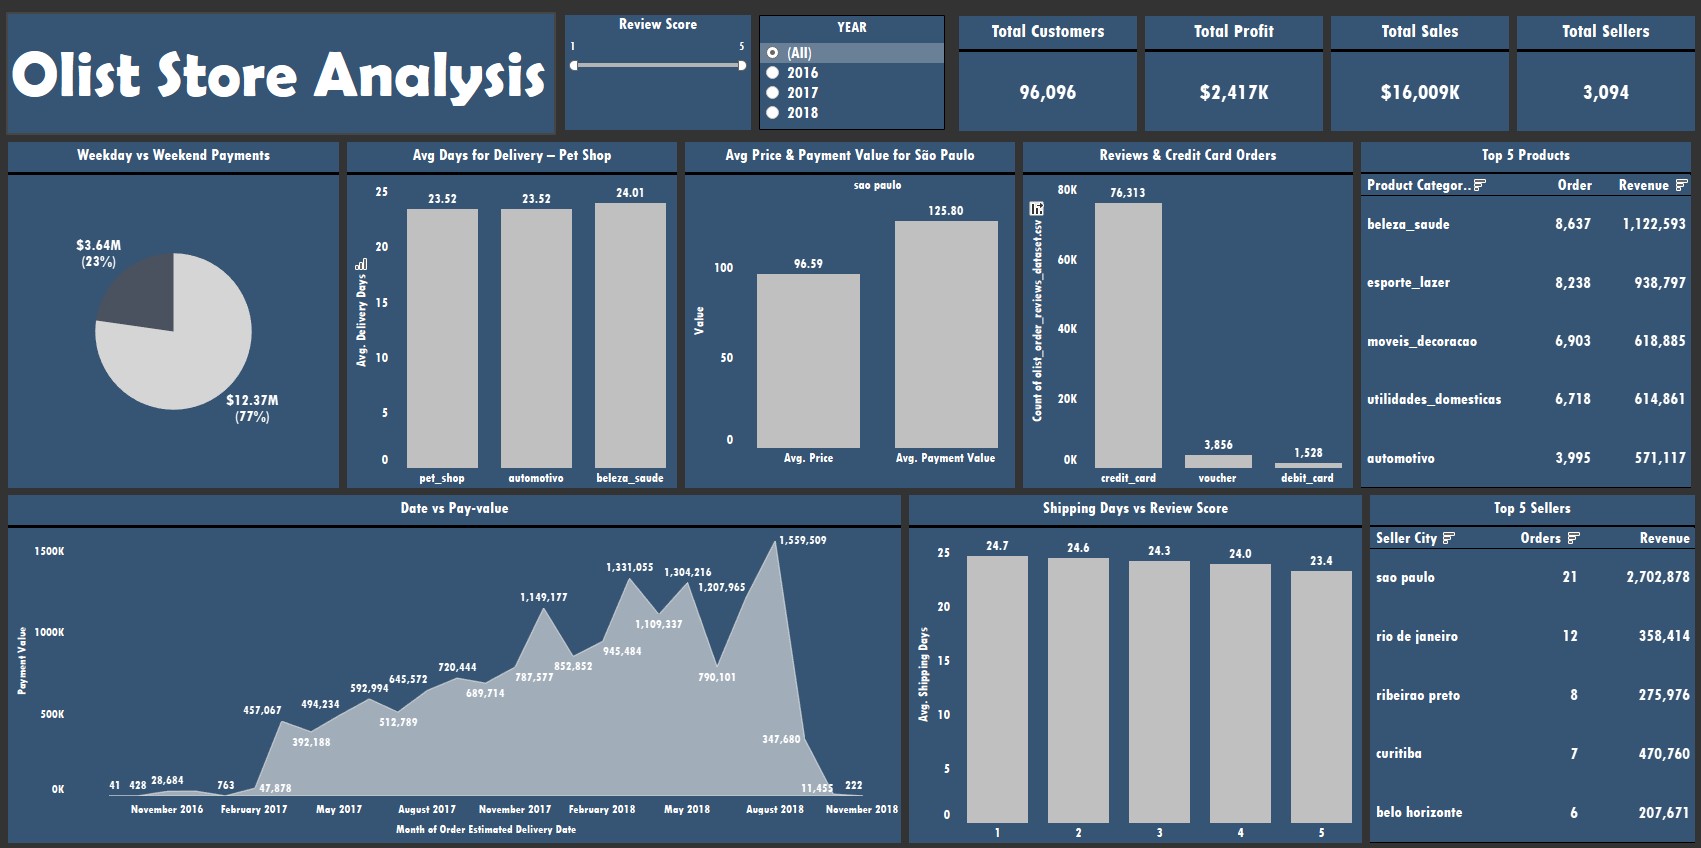 Olist Store Analysis
Review Score
1 5
YEAR
(All)
2016
2017
2018
Total Customers
96,096
Total Profit
$2,417K
Total Sales
$16,009K
Total Sellers
3,094
Weekday vs Weekend Payments
$3.64M
(23%)
$12.37M
(77%)
Avg Days for Delivery – Pet Shop
Avg. Delivery Days
25
20
15
10
5
0
23.52 23.52 24.01
pet_shop automotivo beleza_saude
Avg Price & Payment Value for São Paulo
sao paulo
Value
100
50
0
96.59 125.80
Avg. Price Avg. Payment Value
Reviews & Credit Card Orders
Count of olist_order_reviews_dataset.csv
80K
60K
40K
20K
0K
76,313 3,856 1,528
credit_card voucher debit_card
Top 5 Products
Product Categor.. Order Revenue
beleza_saude 8,637 1,122,593
esporte_lazer 8,238 938,797
moveis_decoracao 6,903 618,885
utilidades_domesticas 6,718 614,861
automotivo 3,995 571,117
Date vs Pay-value
Payment Value
1500K
1000K
500K
0K
41 428 28,684 763 47,878 457,067 392,188 494,234 592,994 512,789 645,572 720,444 689,714 787,577 1,149,177 852,852 945,484 1,331,055 1,109,337 1,304,216 790,101 1,207,965 1,559,509 347,680 11,455 222
November 2016 February 2017 May 2017 August 2017 November 2017 February 2018 May 2018 August 2018 November 2018
Month of Order Estimated Delivery Date
Shipping Days vs Review Score
Avg. Shipping Days
25
20
15
10
5
0
24.7 24.6 24.3 24.0 23.4
1 2 3 4 5
Top 5 Sellers
Seller City Orders Revenue
sao paulo 21 2,702,878
rio de janeiro 12 358,414
ribeirao preto 8 275,976
curitiba 7 470,760
belo horizonte 6 207,671